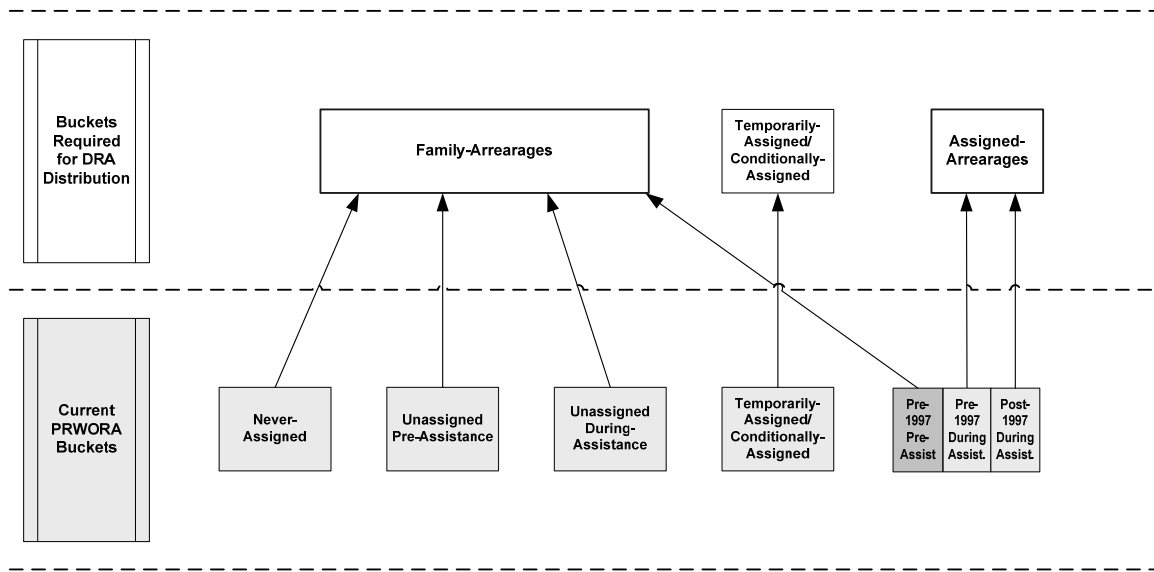 Buckets
Required
for DRA
Distribution
Family-Arrearages
Temporarily-
Assigned/
Conditionally-
Assigned
Assigned-
Arrearages
Current
PRWORA
Buckets
Never-
Assigned
Unassigned
Pre-Assistance
Unassigned
During-
Assistance
Temporarily-
Assigned/
Conditionally-
Assigned
Pre-
1997
Pre-
Assist
Pre-
1997
During
Assist.
Post-
1997
During
Assist.